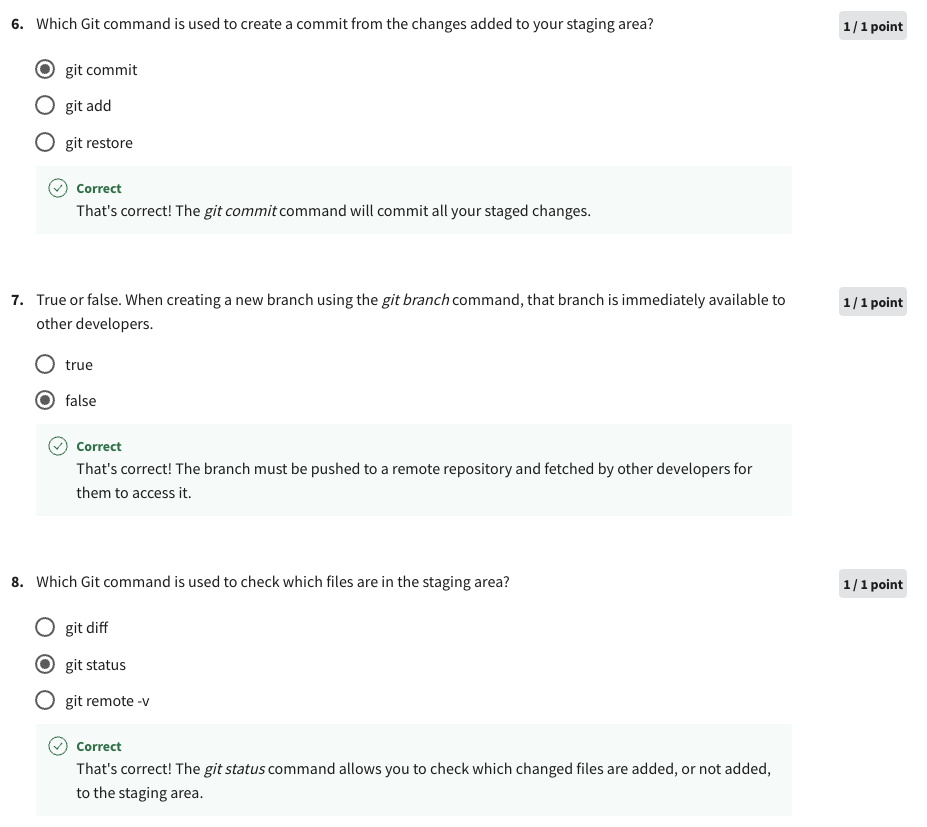 6. Which Git command is used to create a commit from the changes added to your staging area?
1 / 1 point
git commit
git add
git restore
Correct
That's correct! The git commit command will commit all your staged changes.
7. True or false. When creating a new branch using the git branch command, that branch is immediately available to
other developers.
1 / 1 point
true
false
Correct
That's correct! The branch must be pushed to a remote repository and fetched by other developers for
them to access it.
8. Which Git command is used to check which files are in the staging area?
1 / 1 point
git diff
git status
git remote -v
Correct
That's correct! The git status command allows you to check which changed files are added, or not added,
to the staging area.